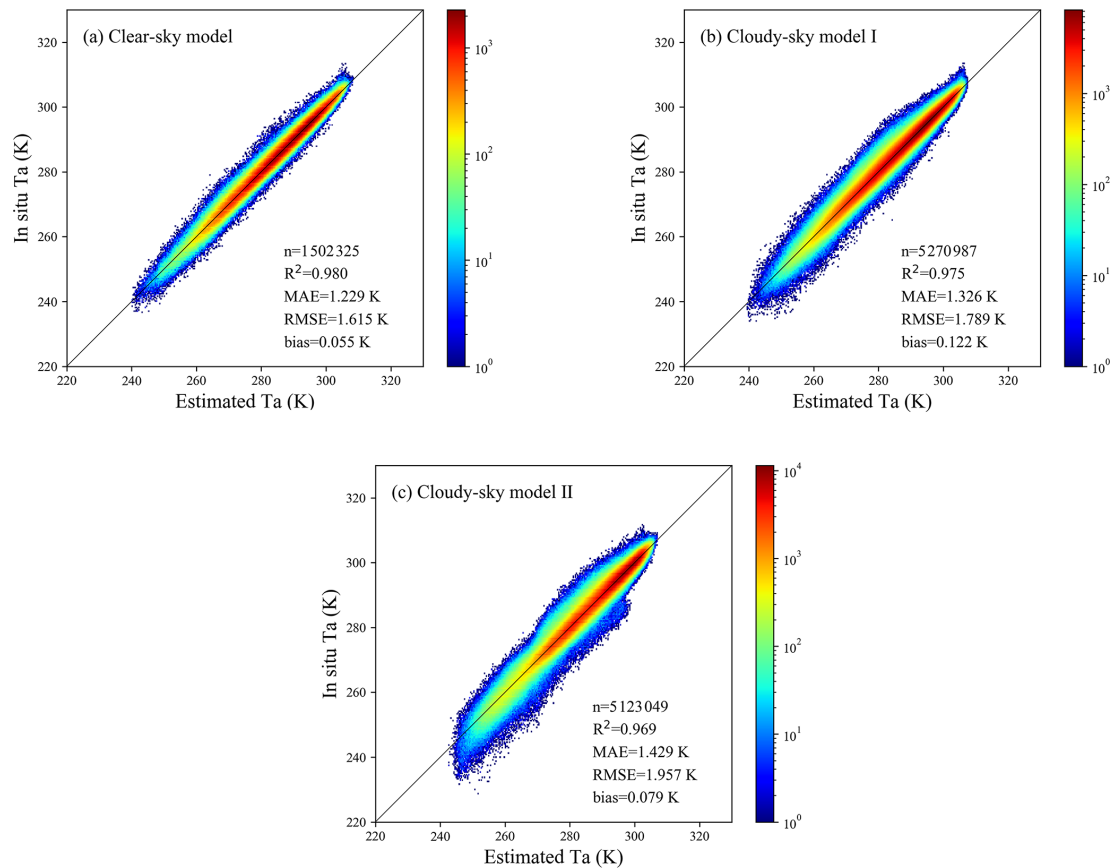 (a) Clear-sky model
330
320
300
280
260
240
220
220
240
260
280
300
320
In situ Ta (K)
Estimated Ta (K)
n=1502325
R²=0.980
MAE=1.229 K
RMSE=1.615 K
bias=0.055 K
10³
10²
10¹
10⁰
(b) Cloudy-sky model I
320
300
280
260
240
220
220
240
260
280
300
320
In situ Ta (K)
Estimated Ta (K)
n=5270987
R²=0.975
MAE=1.326 K
RMSE=1.789 K
bias=0.122 K
10³
10²
10¹
10⁰
(c) Cloudy-sky model II
320
300
280
260
240
220
220
240
260
280
300
320
In situ Ta (K)
Estimated Ta (K)
n=5123049
R²=0.969
MAE=1.429 K
RMSE=1.957 K
bias=0.079 K
10⁴
10³
10²
10¹
10⁰